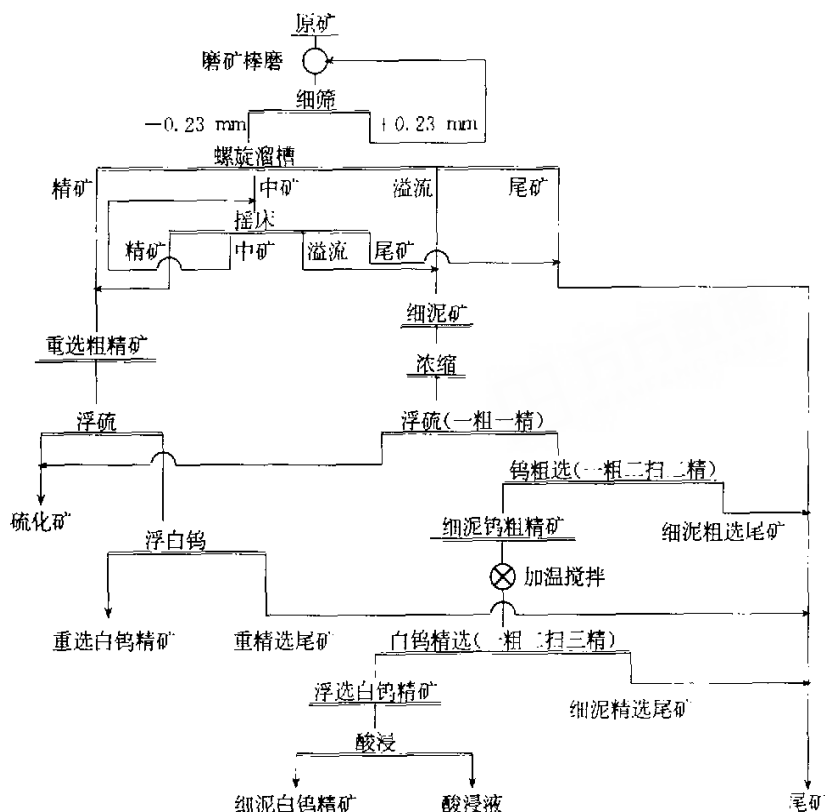 原矿
磨矿棒磨
细筛
-0.23 mm
+0.23 mm
螺旋溜槽
精矿
中矿
溢流
尾矿
摇床
精矿
中矿
溢流
尾矿
细泥矿
重选粗精矿
浓缩
浮硫
浮硫(一粗一精)
钨粗选(一粗二扫二精)
硫化矿
细泥钨粗精矿
细泥粗选尾矿
浮白钨
加温搅拌
重选白钨精矿
重精选尾矿
白钨精选(一粗二扫三精)
浮选白钨精矿
细泥精选尾矿
酸浸
细泥白钨精矿
酸浸液
尾矿